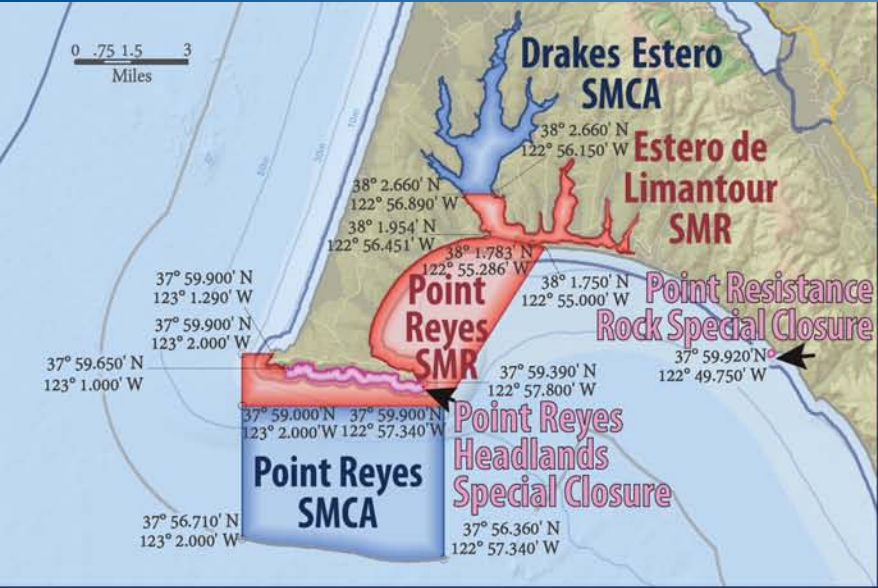 0 .75 1.5 3
Miles
Drakes Estero
SMCA
38° 2.660' N
122° 56.150' W
Estero de
Limantour
SMR
38° 2.660' N
122° 56.890' W
38° 1.954' N
122° 56.451' W
38° 1.783' N
122° 55.286' W
38° 1.750' N
122° 55.000' W
Point
Reyes
SMR
Point Resistance
Rock Special Closure
37° 59.920'N
122° 49.750' W
37° 59.900' N
123° 1.290' W
37° 59.900' N
123° 2.000' W
37° 59.650' N
123° 1.000' W
37° 59.390' N
122° 57.800' W
37° 59.000'N
123° 2.000'W
37° 59.900'N
122° 57.340' W
Point Reyes
Headlands
Special Closure
Point Reyes
SMCA
37° 56.710' N
123° 2.000' W
37° 56.360' N
122° 57.340' W